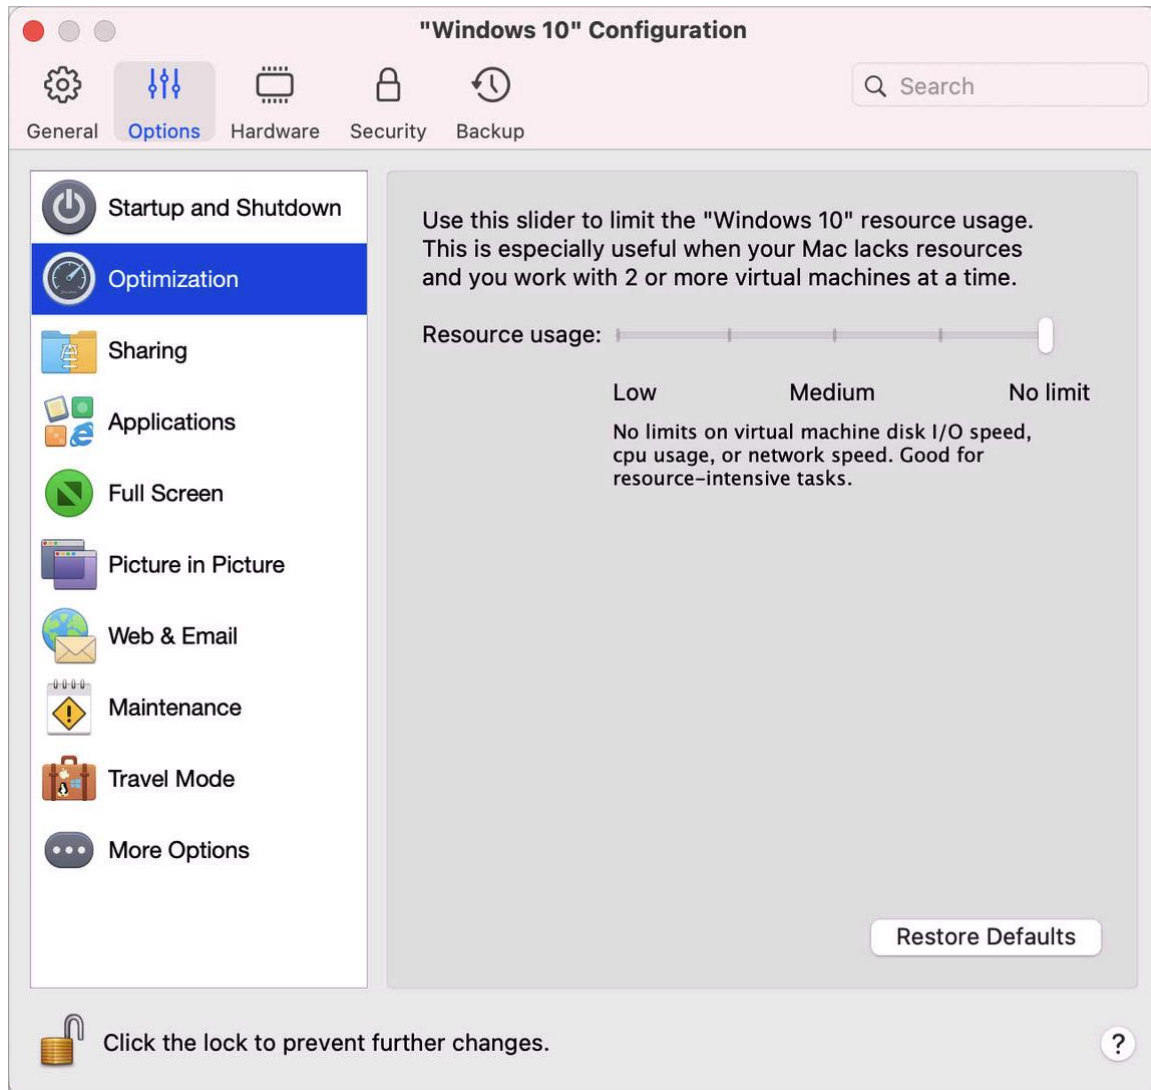 "Windows 10" Configuration
General
Options
Hardware
Security
Backup
Search
Startup and Shutdown
Optimization
Sharing
Applications
Full Screen
Picture in Picture
Web & Email
Maintenance
Travel Mode
More Options
Use this slider to limit the "Windows 10" resource usage.
This is especially useful when your Mac lacks resources
and you work with 2 or more virtual machines at a time.
Resource usage:
Low
Medium
No limit
No limits on virtual machine disk I/O speed,
cpu usage, or network speed. Good for
resource-intensive tasks.
Restore Defaults
Click the lock to prevent further changes.
?